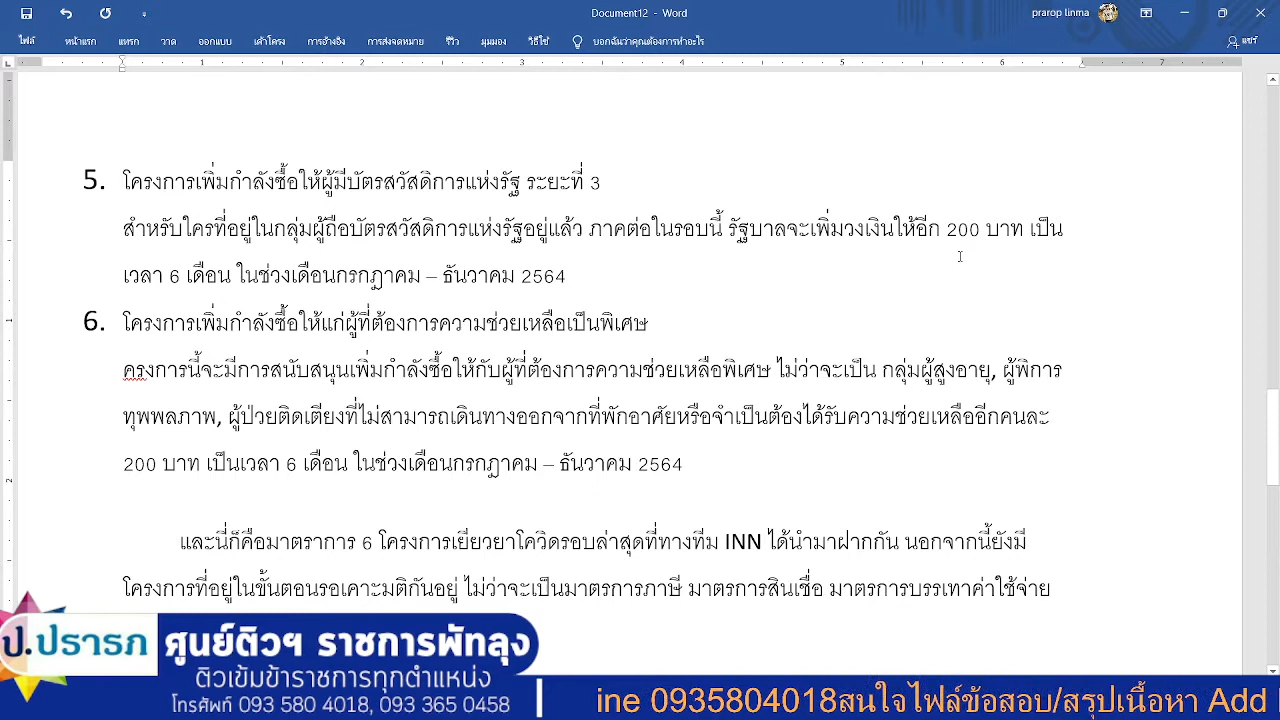 Document12 - Word
prarop linma
ไฟล์ หน้าแรก แทรก วาด ออกแบบ เค้าโครง การอ้างอิง การส่งจดหมาย รีวิว มุมมอง วิธีใช้ บอกฉันว่าคุณต้องการทำอะไร แชร์
1 2 3 4 5 6 7
5. โครงการเพิ่มกำลังซื้อให้ผู้มีบัตรสวัสดิการแห่งรัฐ ระยะที่ 3
สำหรับใครที่อยู่ในกลุ่มผู้ถือบัตรสวัสดิการแห่งรัฐอยู่แล้ว ภาคต่อในรอบนี้ รัฐบาลจะเพิ่มวงเงินให้อีก 200 บาท เป็น
เวลา 6 เดือน ในช่วงเดือนกรกฎาคม – ธันวาคม 2564
6. โครงการเพิ่มกำลังซื้อให้แก่ผู้ที่ต้องการความช่วยเหลือเป็นพิเศษ
ครงการนี้จะมีการสนับสนุนเพิ่มกำลังซื้อให้กับผู้ที่ต้องการความช่วยเหลือพิเศษ ไม่ว่าจะเป็น กลุ่มผู้สูงอายุ, ผู้พิการ
ทุพพลภาพ, ผู้ป่วยติดเตียงที่ไม่สามารถเดินทางออกจากที่พักอาศัยหรือจำเป็นต้องได้รับความช่วยเหลืออีกคนละ
200 บาท เป็นเวลา 6 เดือน ในช่วงเดือนกรกฎาคม – ธันวาคม 2564
และนี่ก็คือมาตราการ 6 โครงการเยียวยาโควิดรอบล่าสุดที่ทางทีม INN ได้นำมาฝากกัน นอกจากนี้ยังมี
โครงการที่อยู่ในขั้นตอนรอเคาะมติกันอยู่ ไม่ว่าจะเป็นมาตรการภาษี มาตรการสินเชื่อ มาตรการบรรเทาค่าใช้จ่าย
ป.ปรารภ
ศูนย์ติวฯ ราชการพัทลุง
ติวเข้มข้าราชการทุกตำแหน่ง
โทรศัพท์ 093 580 4018, 093 365 0458
ine 0935804018สนใจไฟล์ข้อสอบ/สรุปเนื้อหา Add l